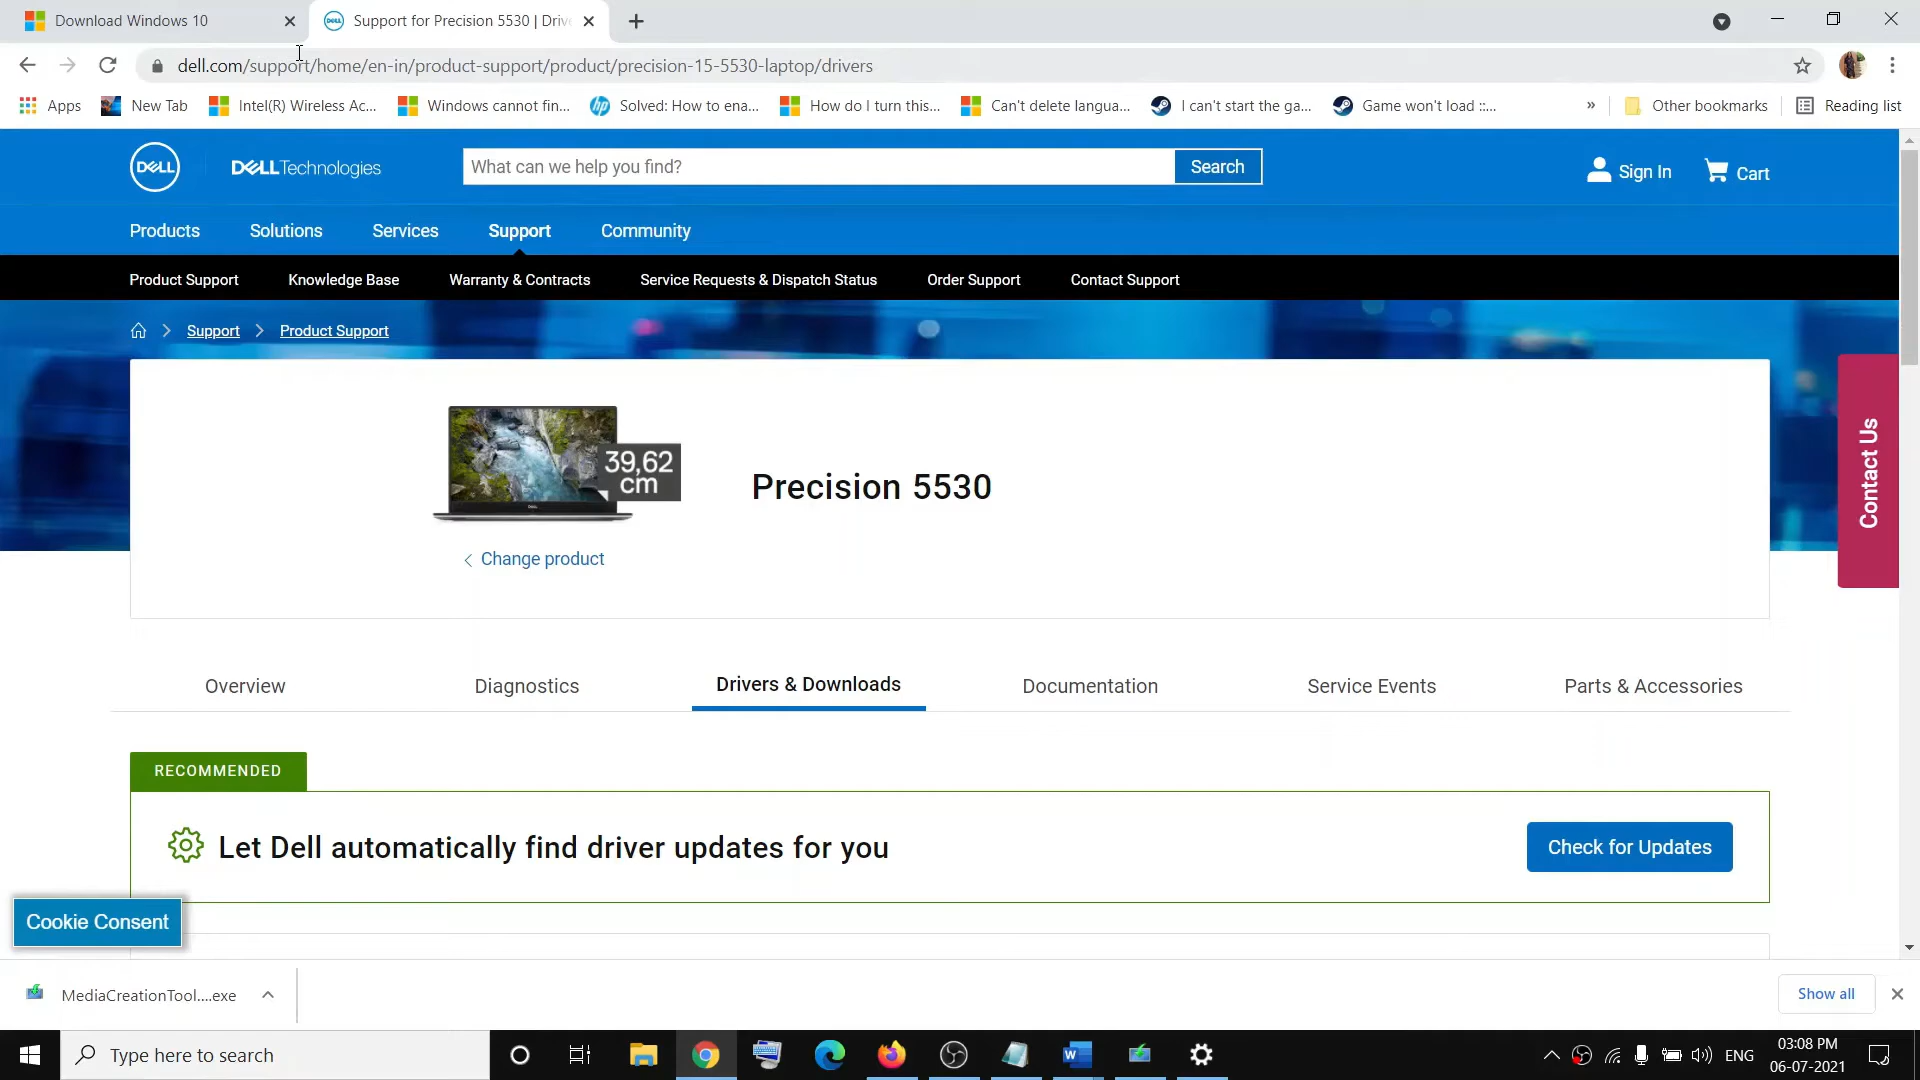 Download Windows 10
Support for Precision 5530 | Drive
dell.com/support/home/en-in/product-support/product/precision-15-5530-laptop/drivers
Apps
New Tab
Intel(R) Wireless Ac...
Windows cannot fin...
Solved: How to ena...
How do I turn this...
Can't delete langua...
I can't start the ga...
Game won't load ::...
»
Other bookmarks
Reading list
DELL
DELLTechnologies
What can we help you find?
Search
Sign In
Cart
Products
Solutions
Services
Support
Community
Product Support
Knowledge Base
Warranty & Contracts
Service Requests & Dispatch Status
Order Support
Contact Support
Support
Product Support
Contact Us
39,62
cm
Precision 5530
Change product
Overview
Diagnostics
Drivers & Downloads
Documentation
Service Events
Parts & Accessories
RECOMMENDED
Let Dell automatically find driver updates for you
Check for Updates
Cookie Consent
MediaCreationTool....exe
Show all
Type here to search
ENG
03:08 PM
06-07-2021